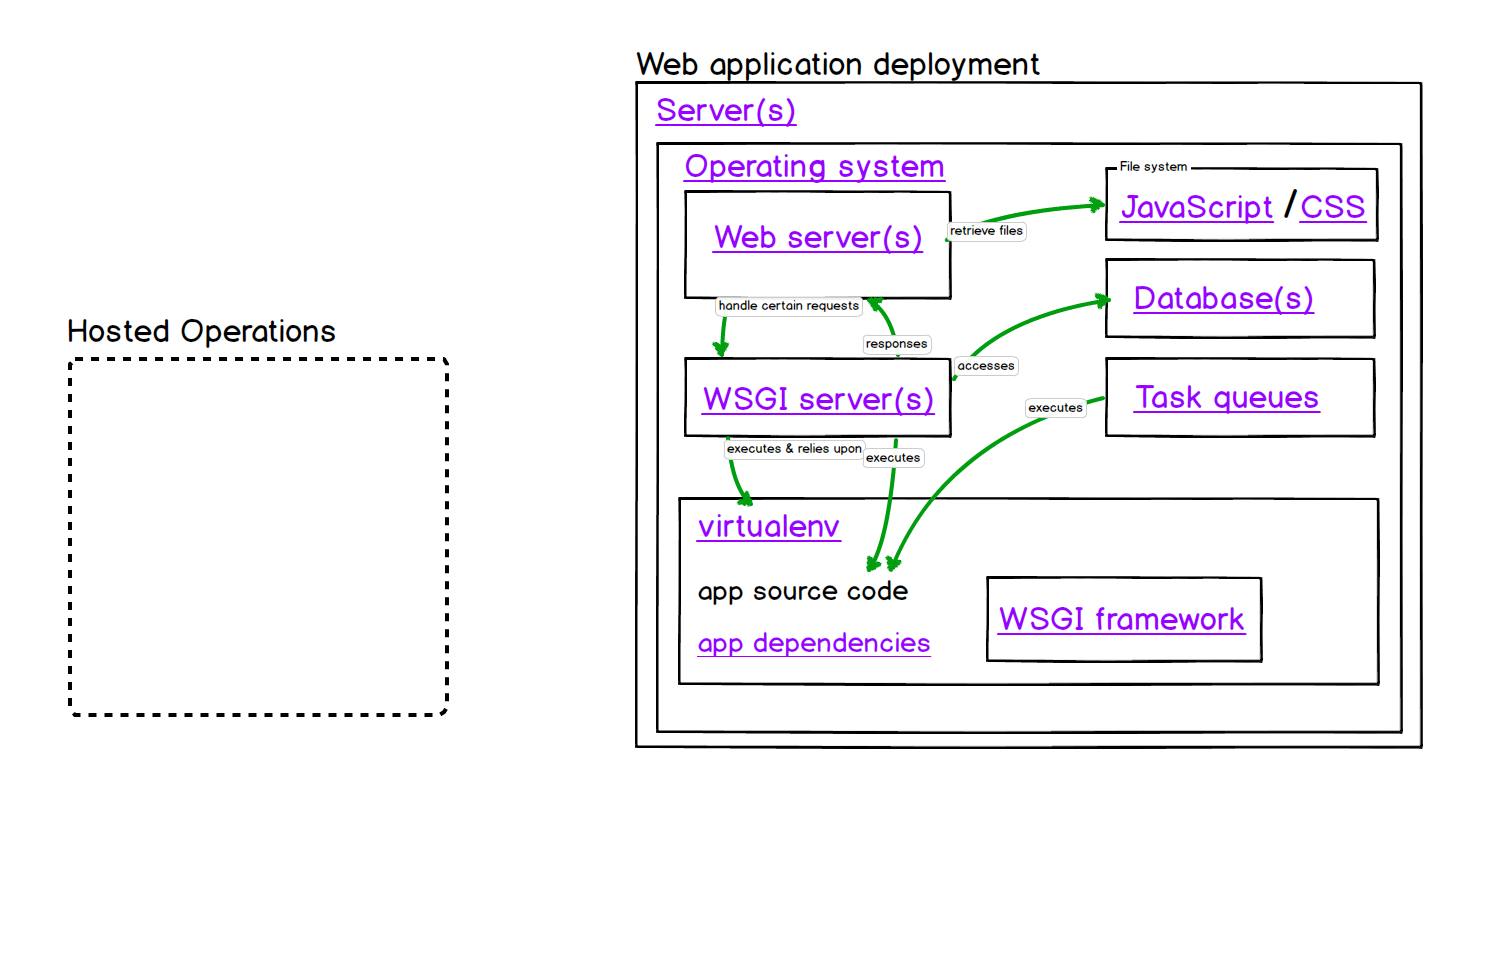 Web application deployment
Server(s)
Operating system
File system
JavaScript / CSS
Web server(s)
retrieve files
Database(s)
handle certain requests
responses
accesses
Hosted Operations
WSGI server(s)
Task queues
executes
executes & relies upon
executes
virtualenv
app source code
WSGI framework
app dependencies